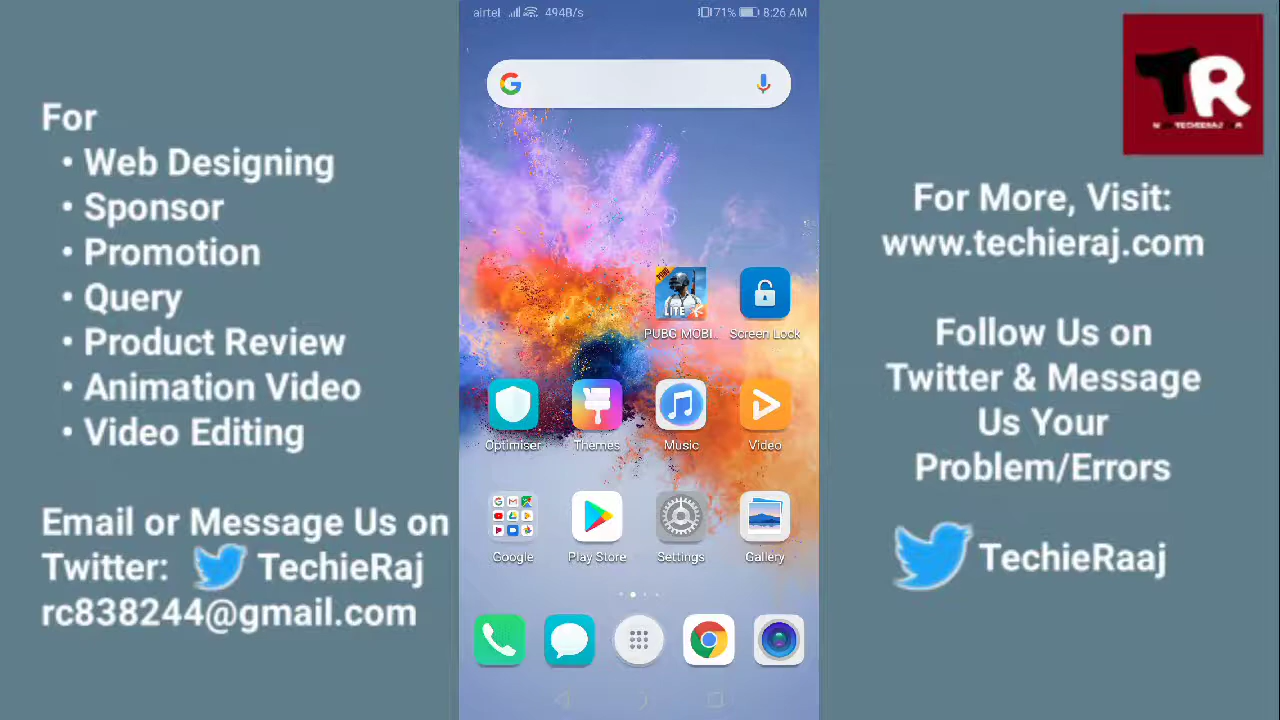 For
• Web Designing
• Sponsor
• Promotion
• Query
• Product Review
• Animation Video
• Video Editing
Email or Message Us on
Twitter: TechieRaj
rc838244@gmail.com
airtel 494B/s 71% 8:26 AM
PUBG MOBI.. Screen Lock
LITE
Optimiser Themes Music Video
Google Play Store Settings Gallery
TR
For More, Visit:
www.techieraj.com
Follow Us on
Twitter & Message
Us Your
Problem/Errors
TechieRaaj